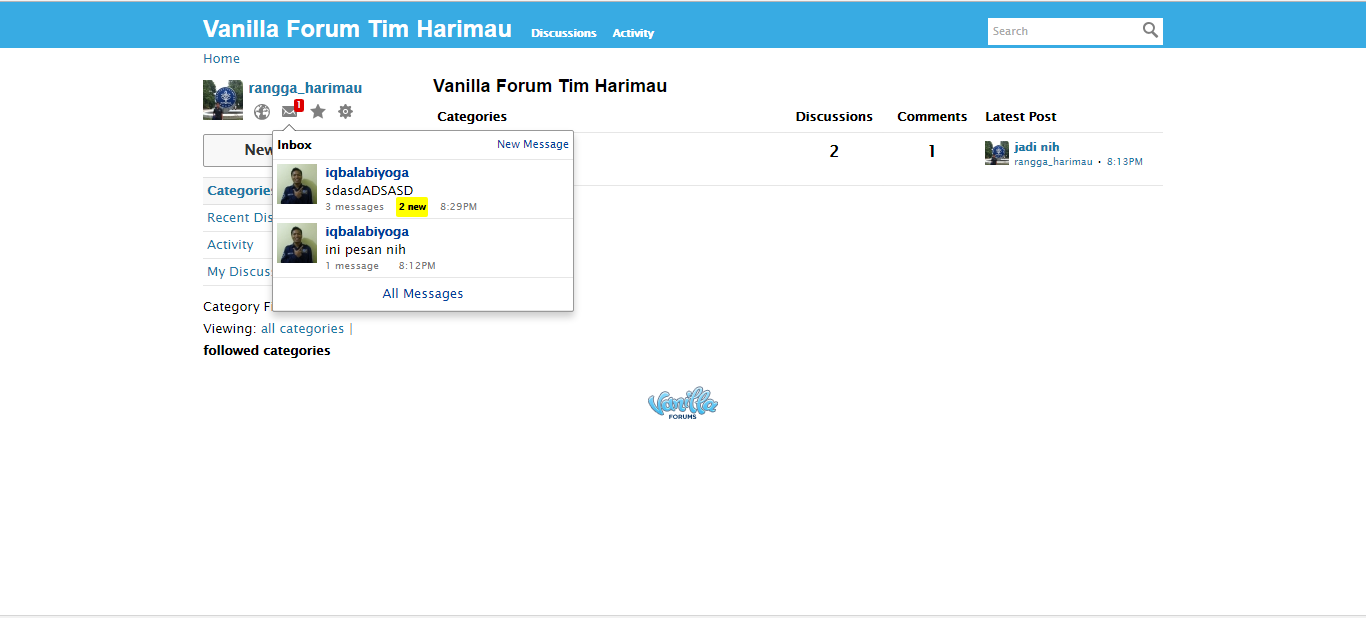 Vanilla Forum Tim Harimau Discussions Activity Search
Home
rangga_harimau
1
Vanilla Forum Tim Harimau
Categories Discussions Comments Latest Post
2 1 jadi nih
rangga_harimau • 8:13PM
New
Inbox New Message
iqbalabiyoga
sdasdADSASD
3 messages 2 new 8:29PM
iqbalabiyoga
ini pesan nih
1 message 8:12PM
All Messages
Categories
Recent Dis
Activity
My Discus
Category F
Viewing: all categories |
followed categories
Vanilla
FORUMS